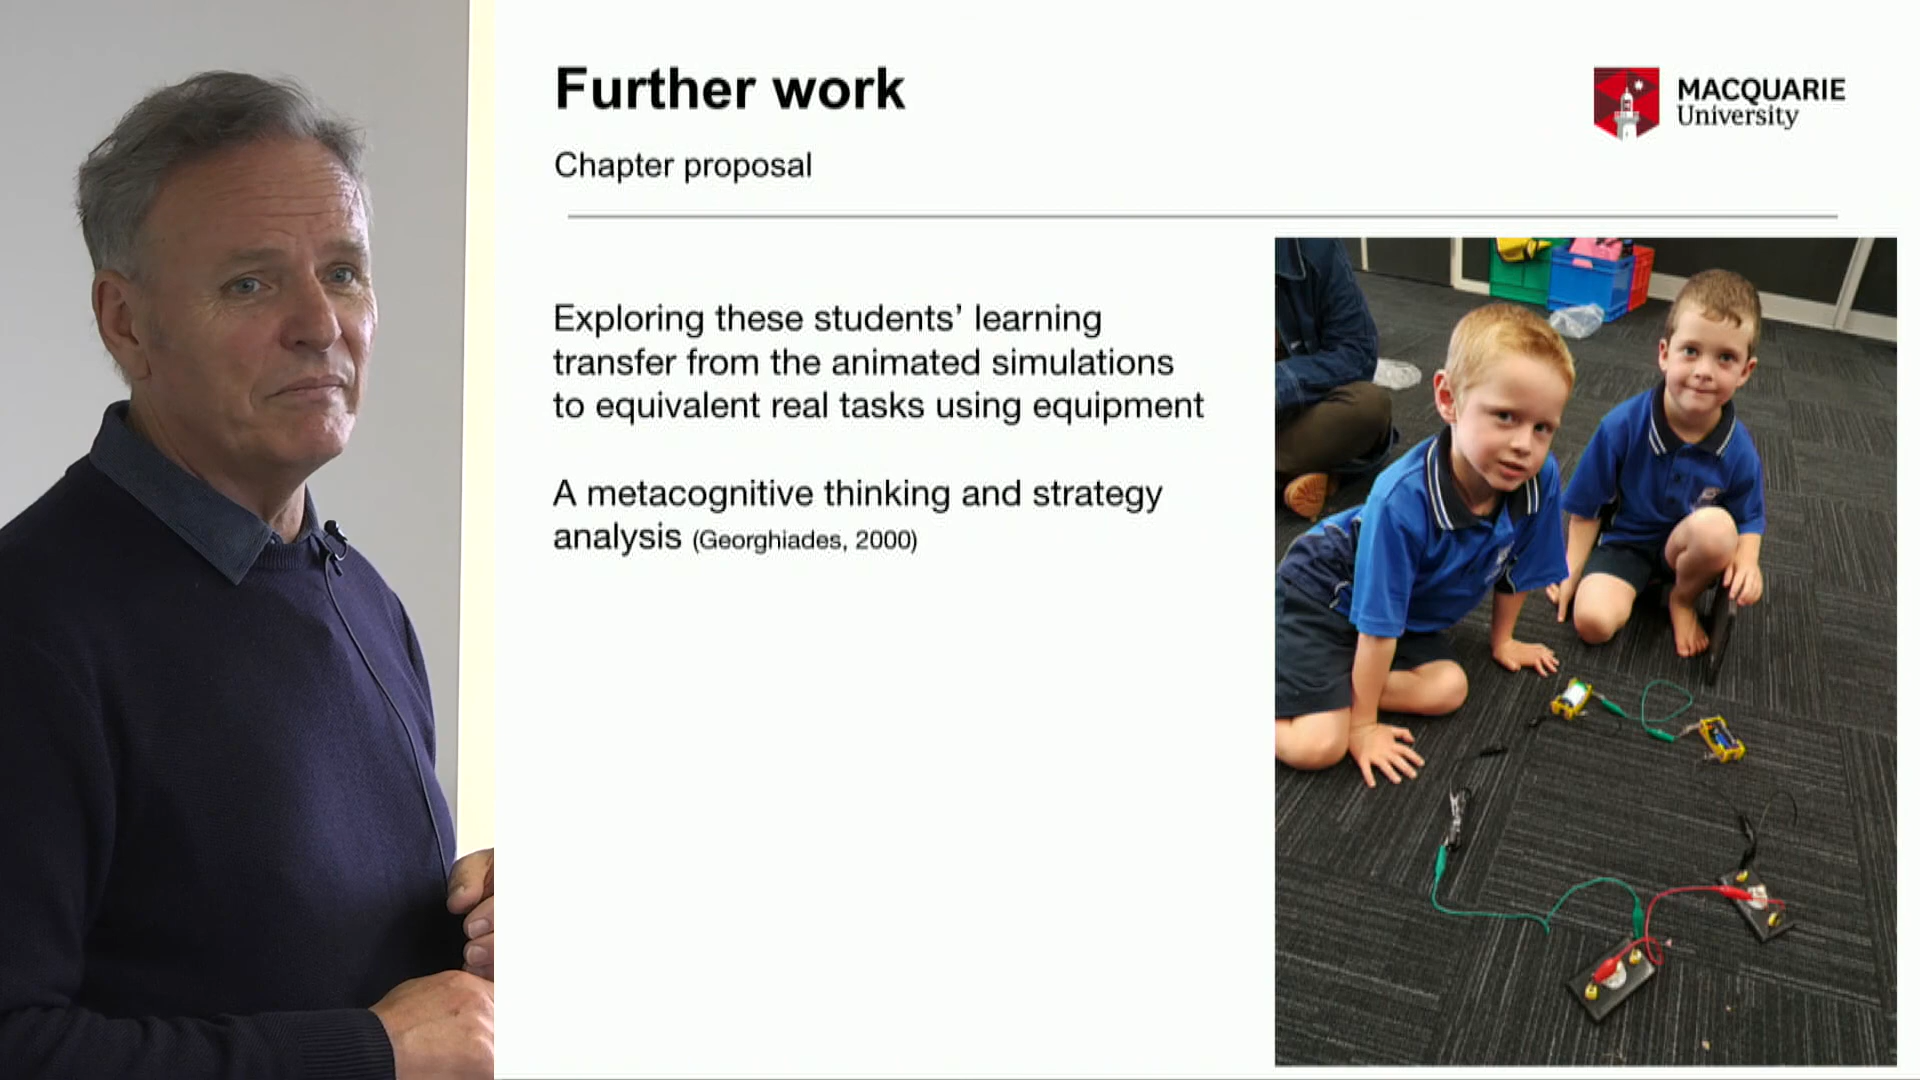 Further work
Chapter proposal
MACQUARIE
University
Exploring these students’ learning
transfer from the animated simulations
to equivalent real tasks using equipment
A metacognitive thinking and strategy
analysis (Georghiades, 2000)